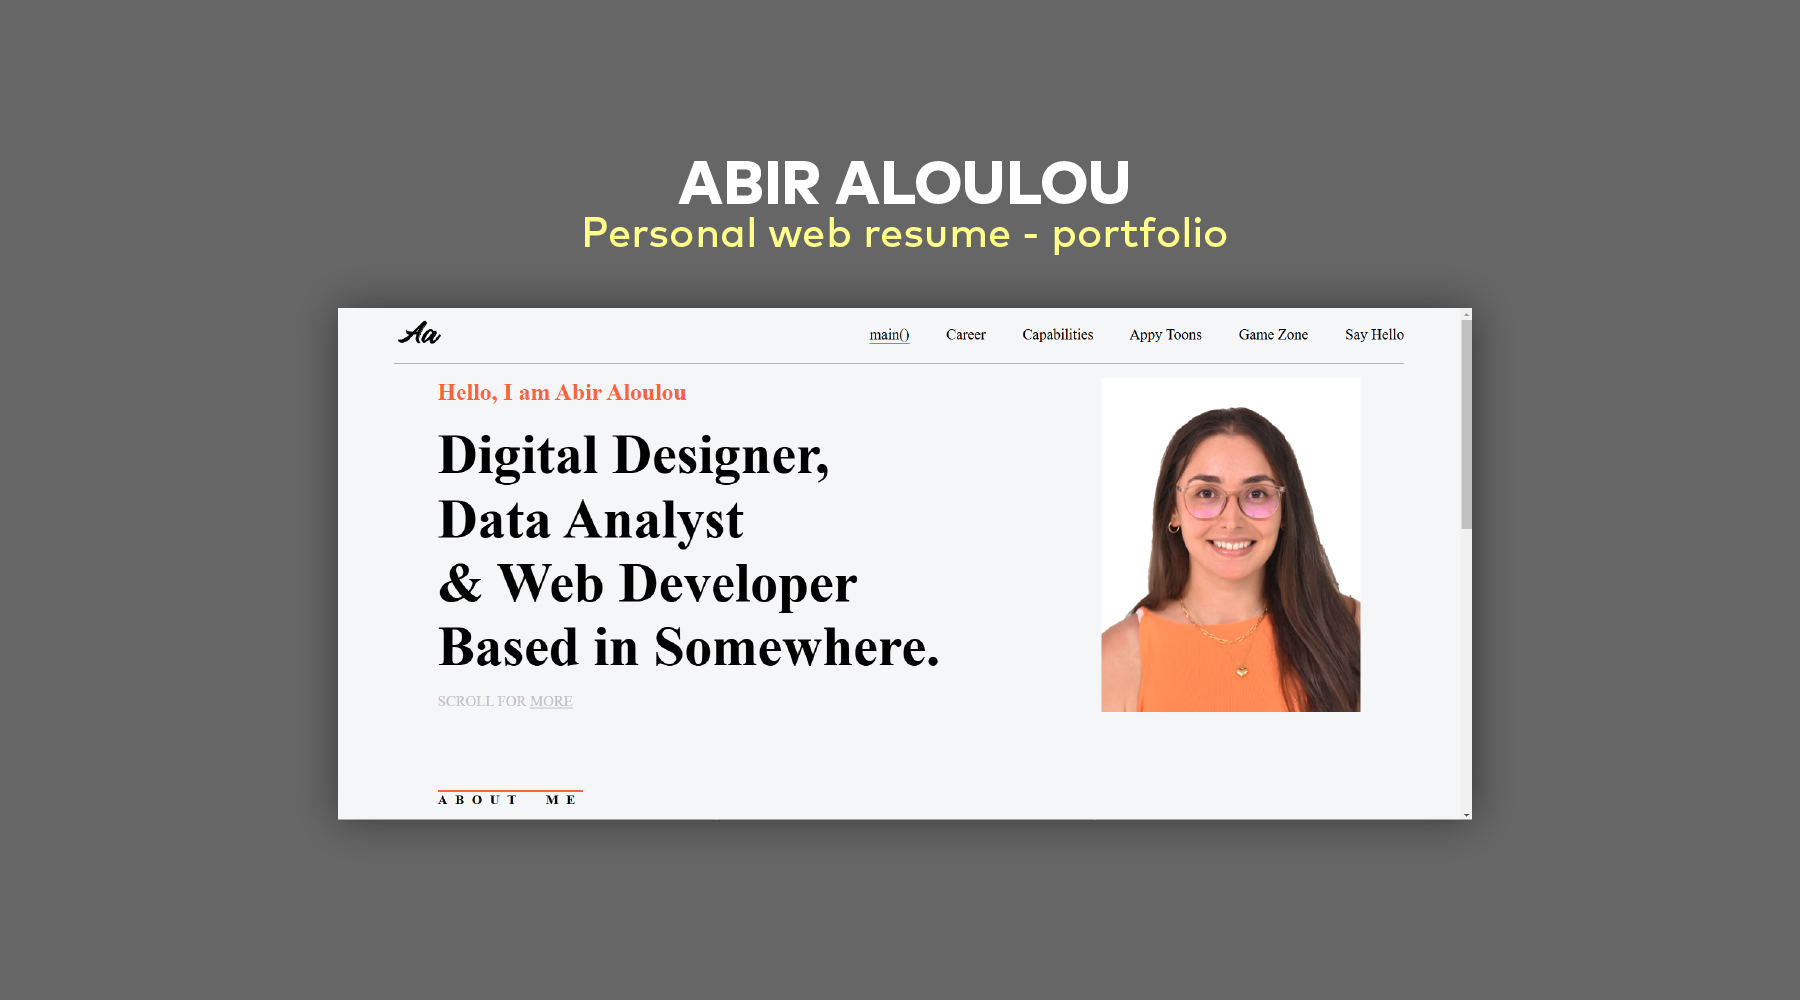 ABIR ALOULOU
Personal web resume - portfolio
Aa
main() Career Capabilities Appy Toons Game Zone Say Hello
Hello, I am Abir Aloulou
Digital Designer,
Data Analyst
& Web Developer
Based in Somewhere.
SCROLL FOR MORE
ABOUT ME